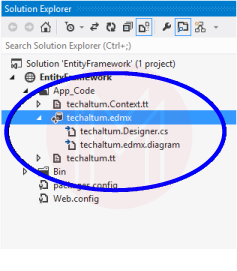 Solution Explorer
Search Solution Explorer (Ctrl+;)
Solution 'EntityFramework' (1 project)
EntityFramework
App_Code
techaltum.Context.tt
techaltum.edmx
techaltum.Designer.cs
techaltum.edmx.diagram
techaltum.tt
Bin
packages.config
Web.config